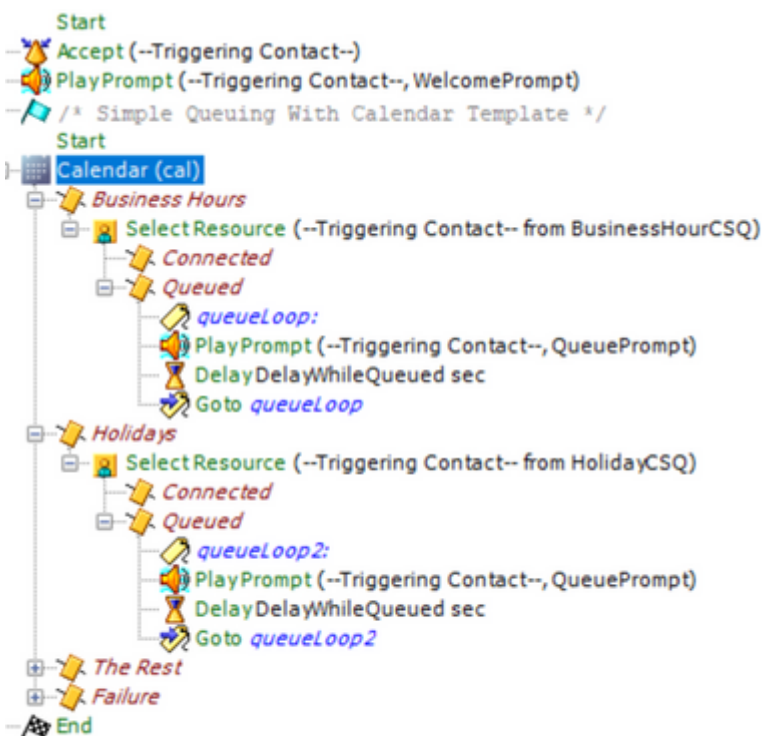 Start
Accept (--Triggering Contact--)
PlayPrompt (--Triggering Contact--, WelcomePrompt)
/* Simple Queuing With Calendar Template */
Start
Calendar (cal)
Business Hours
Select Resource (--Triggering Contact-- from BusinessHourCSQ)
Connected
Queued
queueLoop:
PlayPrompt (--Triggering Contact--, QueuePrompt)
Delay DelayWhileQueued sec
Goto queueLoop
Holidays
Select Resource (--Triggering Contact-- from HolidayCSQ)
Connected
Queued
queueLoop2:
PlayPrompt (--Triggering Contact--, QueuePrompt)
Delay DelayWhileQueued sec
Goto queueLoop2
The Rest
Failure
End